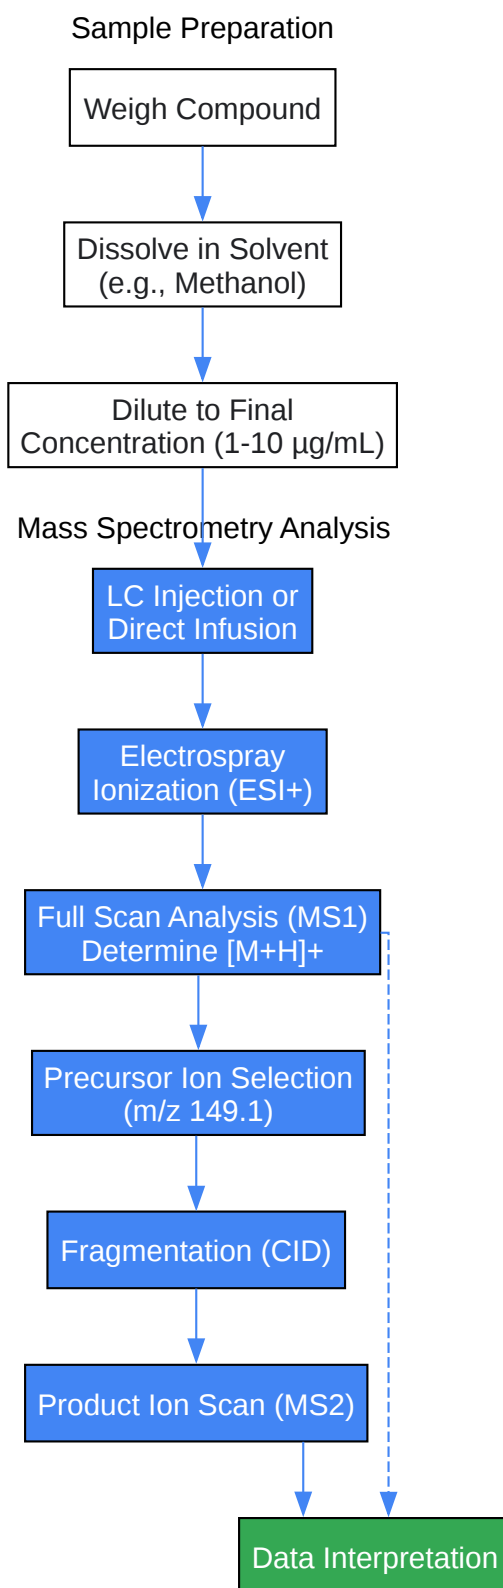 Sample Preparation
Weigh Compound
Dissolve in Solvent
(e.g., Methanol)
Dilute to Final
Concentration (1-10 µg/mL)
Mass Spectrometry Analysis
LC Injection or
Direct Infusion
Electrospray
Ionization (ESI+)
Full Scan Analysis (MS1)
Determine [M+H]+
Precursor Ion Selection
(m/z 149.1)
Fragmentation (CID)
Product Ion Scan (MS2)
Data Interpretation